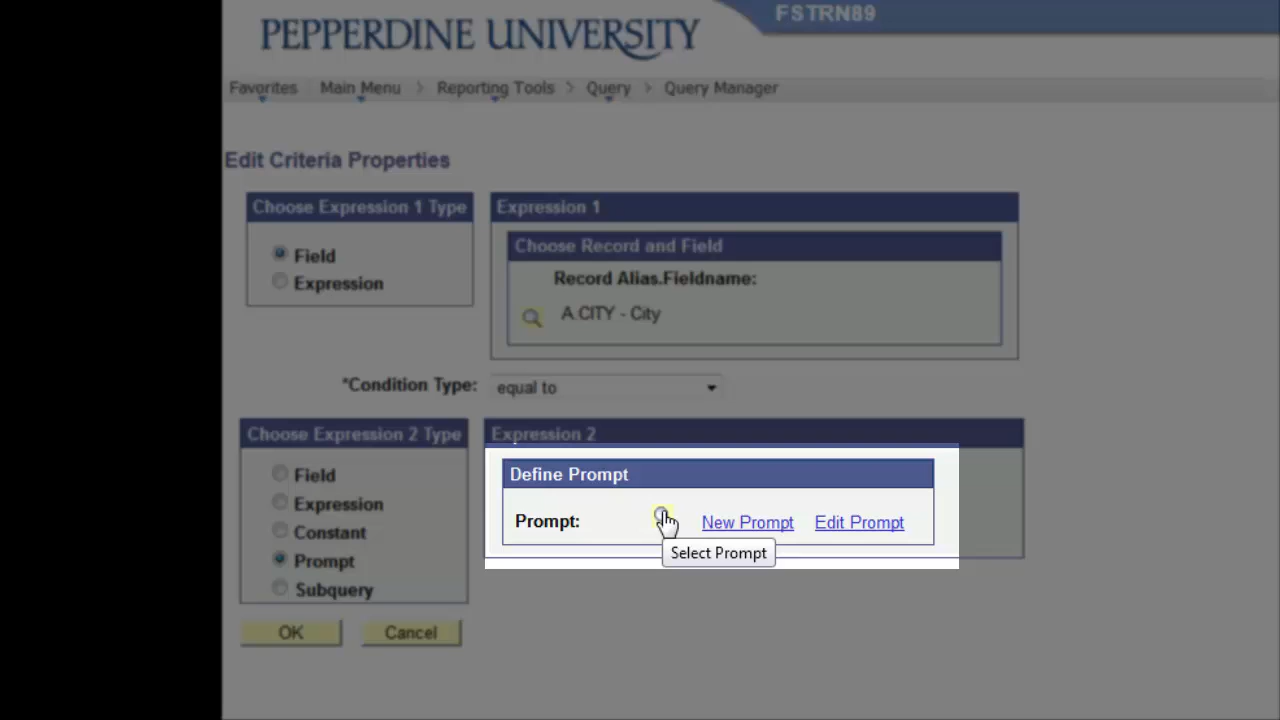 PEPPERDINE UNIVERSITY
FSTRN89
Favorites Main Menu > Reporting Tools > Query > Query Manager
Edit Criteria Properties
Choose Expression 1 Type
Field
Expression
Expression 1
Choose Record and Field
Record Alias.Fieldname:
A.CITY - City
*Condition Type: equal to
Choose Expression 2 Type
Field
Expression
Constant
Prompt
Subquery
Expression 2
Define Prompt
Prompt: New Prompt Edit Prompt
Select Prompt
OK Cancel